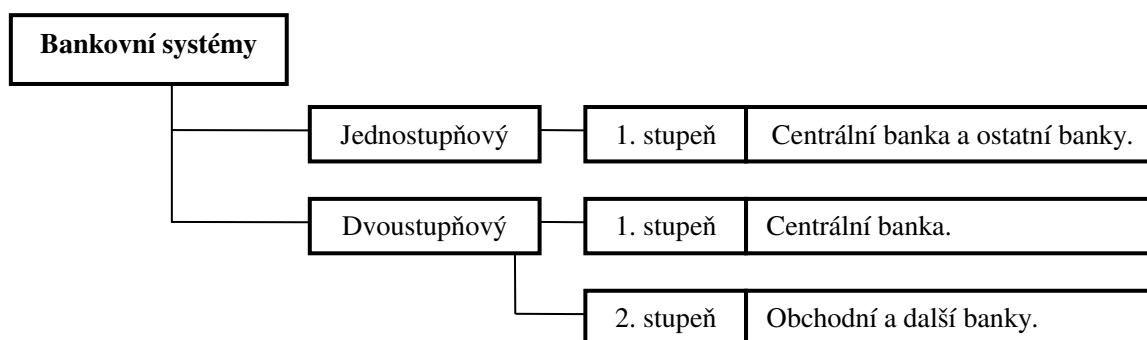 Bankovní systémy
Jednostupňový 1. stupeň Centrální banka a ostatní banky.
Dvoustupňový 1. stupeň Centrální banka.
2. stupeň Obchodní a další banky.